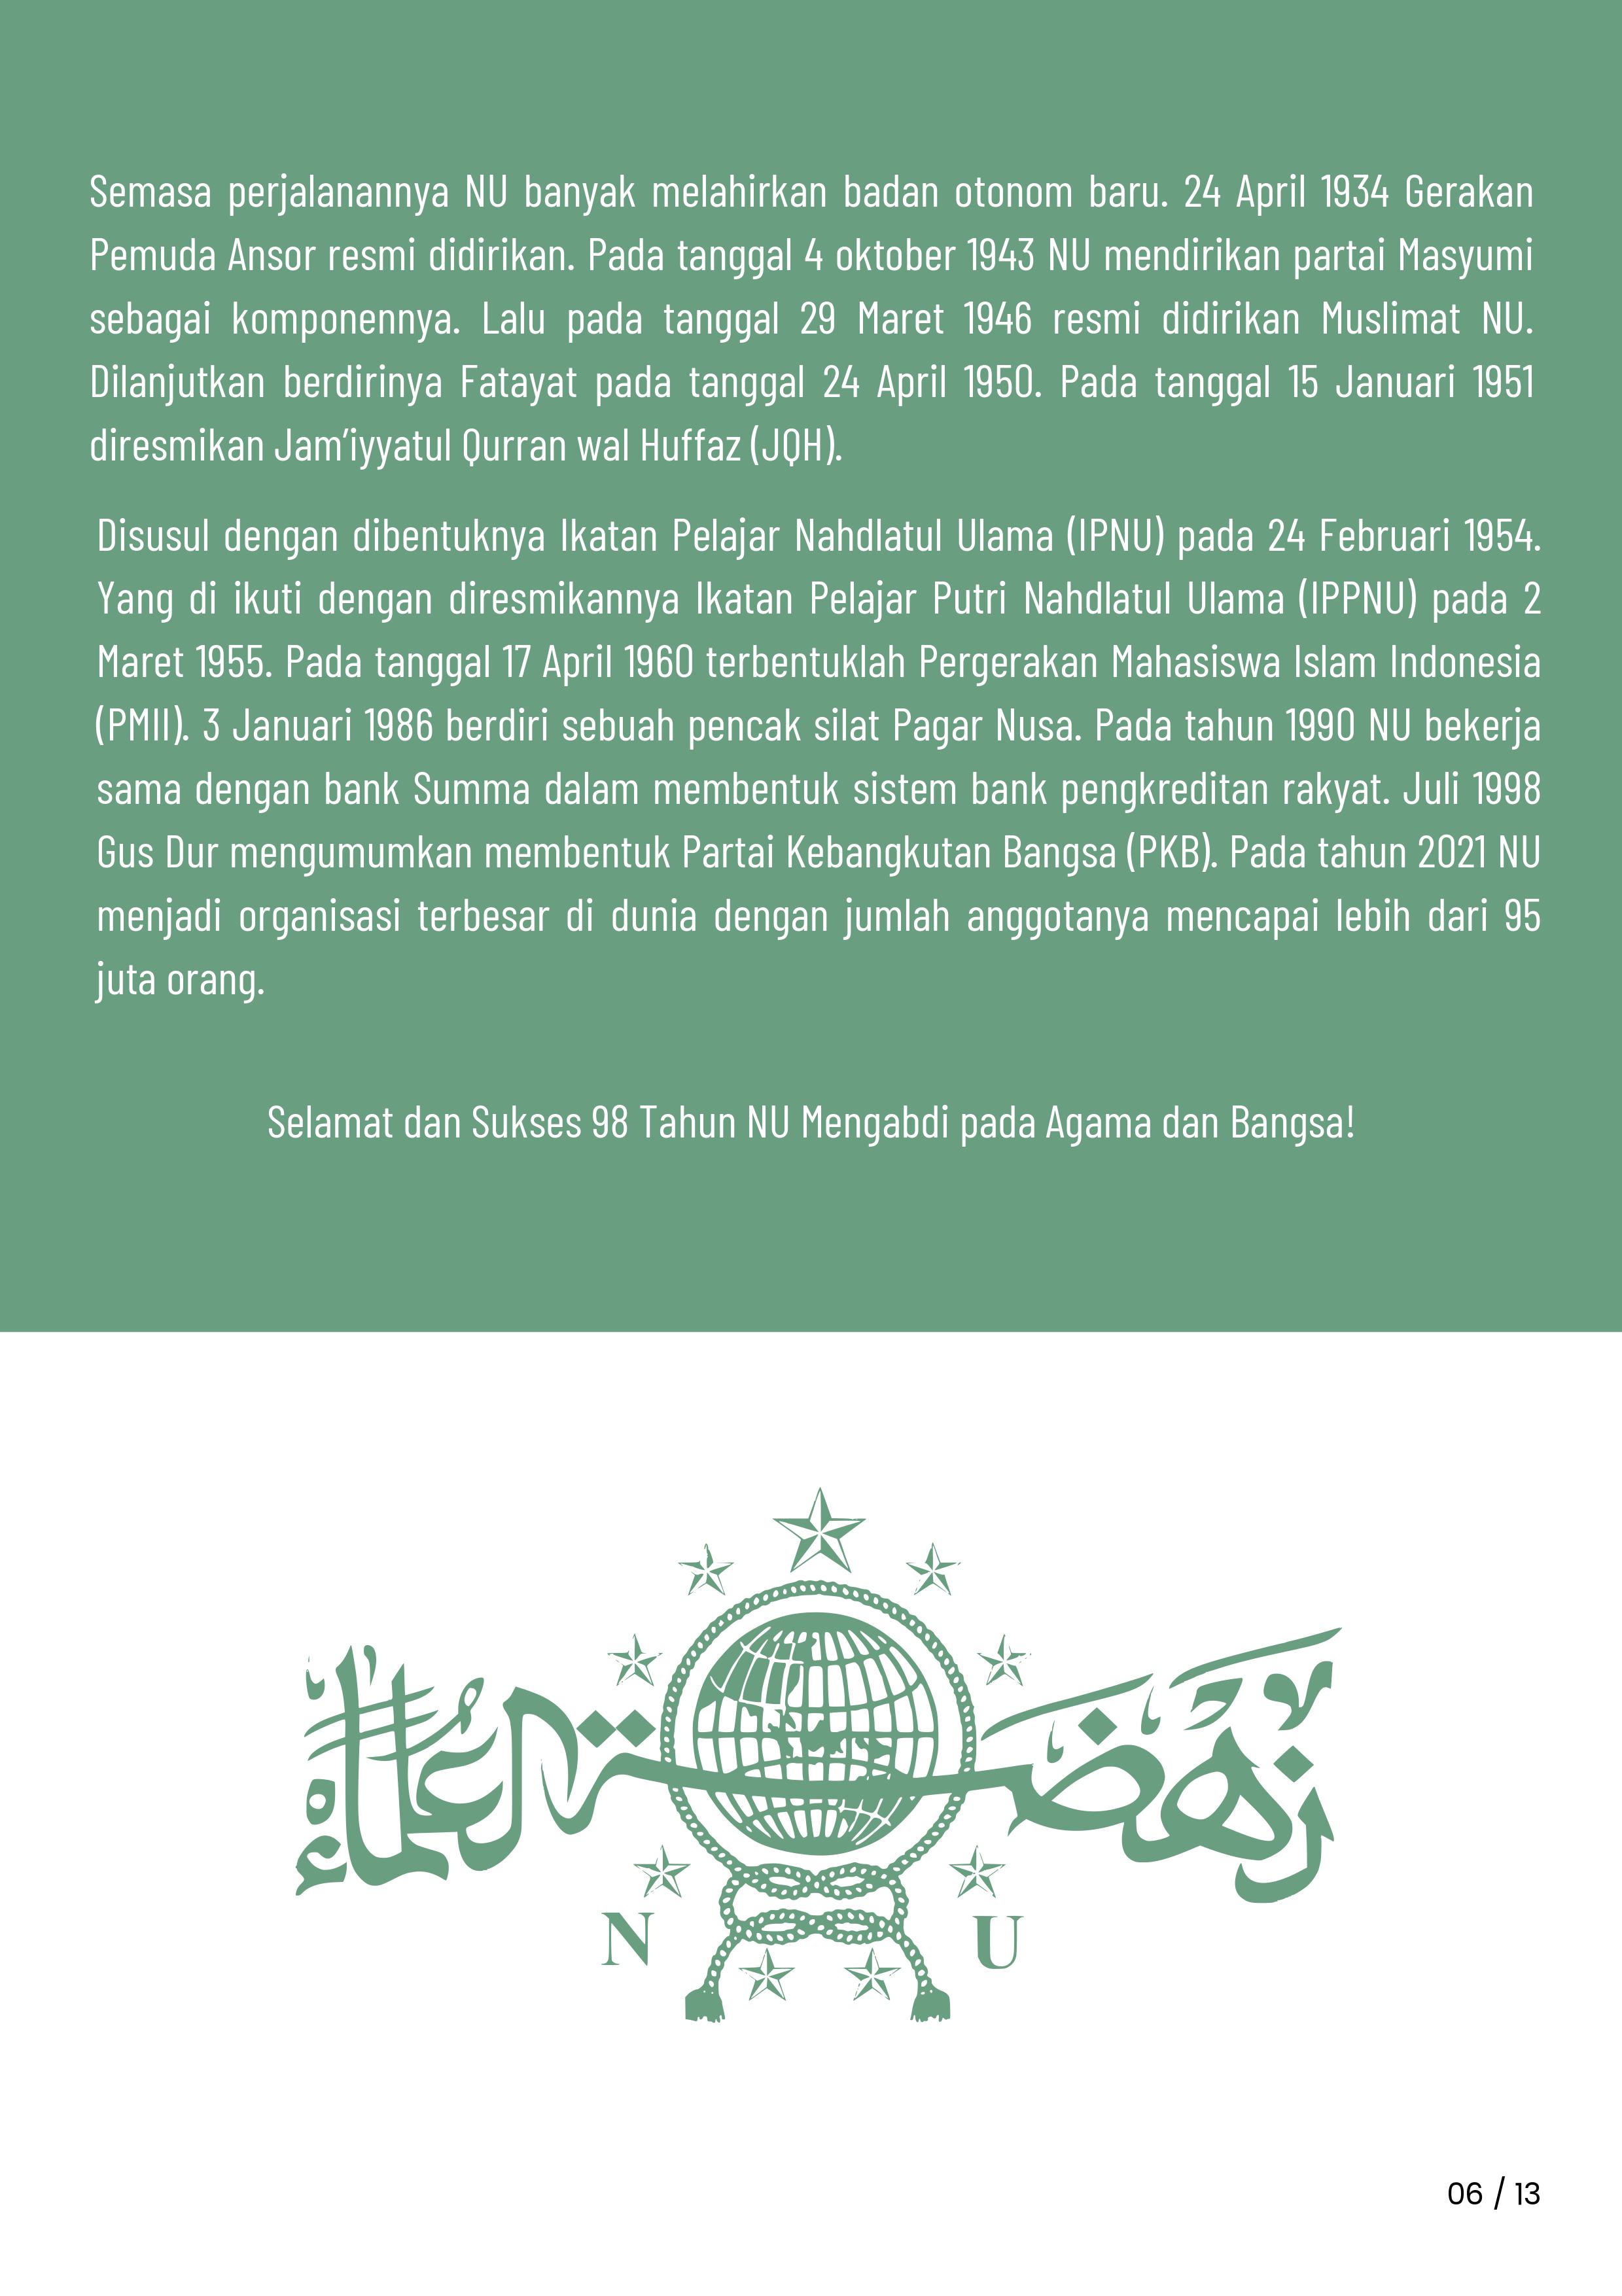 Semasa perjalanannya NU banyak melahirkan badan otonom baru. 24 April 1934 Gerakan
Pemuda Ansor resmi didirikan. Pada tanggal 4 oktober 1943 NU mendirikan partai Masyumi
sebagai komponennya. Lalu pada tanggal 29 Maret 1946 resmi didirikan Muslimat NU.
Dilanjutkan berdirinya Fatayat pada tanggal 24 April 1950. Pada tanggal 15 Januari 1951
diresmikan Jam’iyyatul Qurran wal Huffaz (JQH).
Disusul dengan dibentuknya Ikatan Pelajar Nahdlatul Ulama (IPNU) pada 24 Februari 1954.
Yang di ikuti dengan diresmikannya Ikatan Pelajar Putri Nahdlatul Ulama (IPPNU) pada 2
Maret 1955. Pada tanggal 17 April 1960 terbentuklah Pergerakan Mahasiswa Islam Indonesia
(PMII). 3 Januari 1986 berdiri sebuah pencak silat Pagar Nusa. Pada tahun 1990 NU bekerja
sama dengan bank Summa dalam membentuk sistem bank pengkreditan rakyat. Juli 1998
Gus Dur mengumumkan membentuk Partai Kebangkutan Bangsa (PKB). Pada tahun 2021 NU
menjadi organisasi terbesar di dunia dengan jumlah anggotanya mencapai lebih dari 95
juta orang.
Selamat dan Sukses 98 Tahun NU Mengabdi pada Agama dan Bangsa!
نهضة العلماء
N U
06 / 13